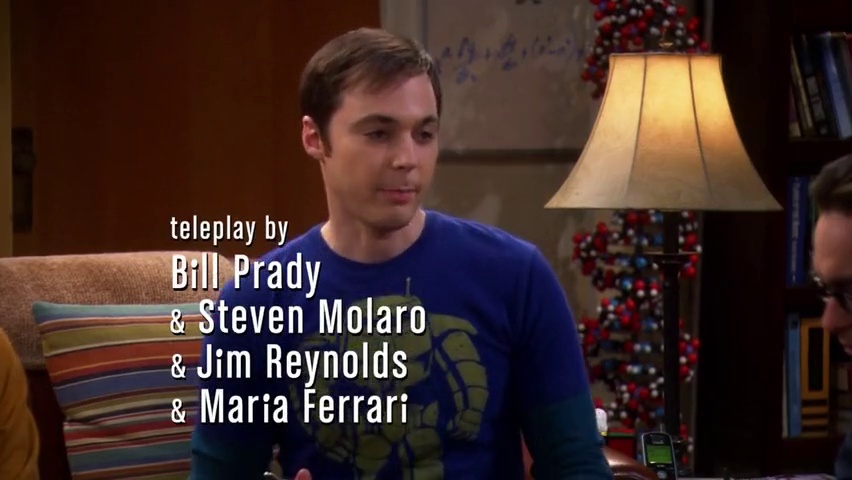 teleplay by
Bill Prady
& Steven Molaro
& Jim Reynolds
& Maria Ferrari